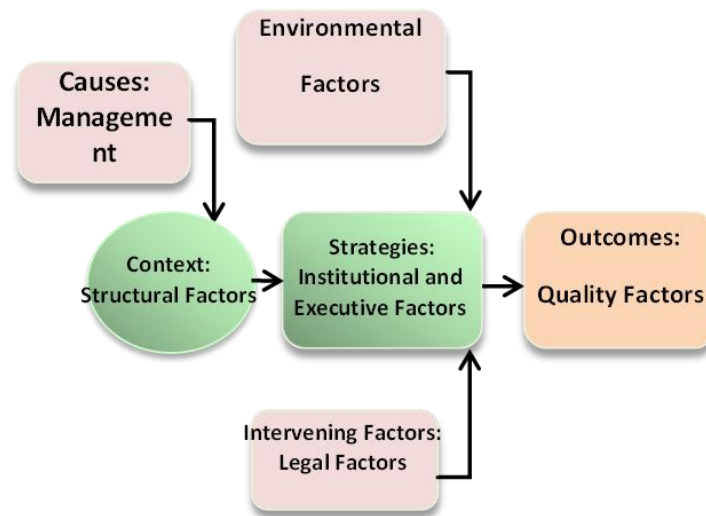 Environmental
Factors
Causes:
Manageme
nt
Context:
Structural Factors
Strategies:
Institutional and
Executive Factors
Outcomes:
Quality Factors
Intervening Factors:
Legal Factors